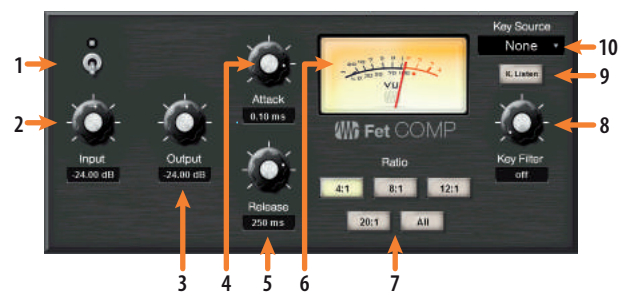 Key Source
None
10
1
K. Listen
9
2
Attack
0.10 ms
VU
Fet COMP
8
Input
-24.00 dB
Output
-24.00 dB
Ratio
Key Filter
off
4:1
8:1
12:1
Release
250 ms
20:1
All
3
4
5
6
7